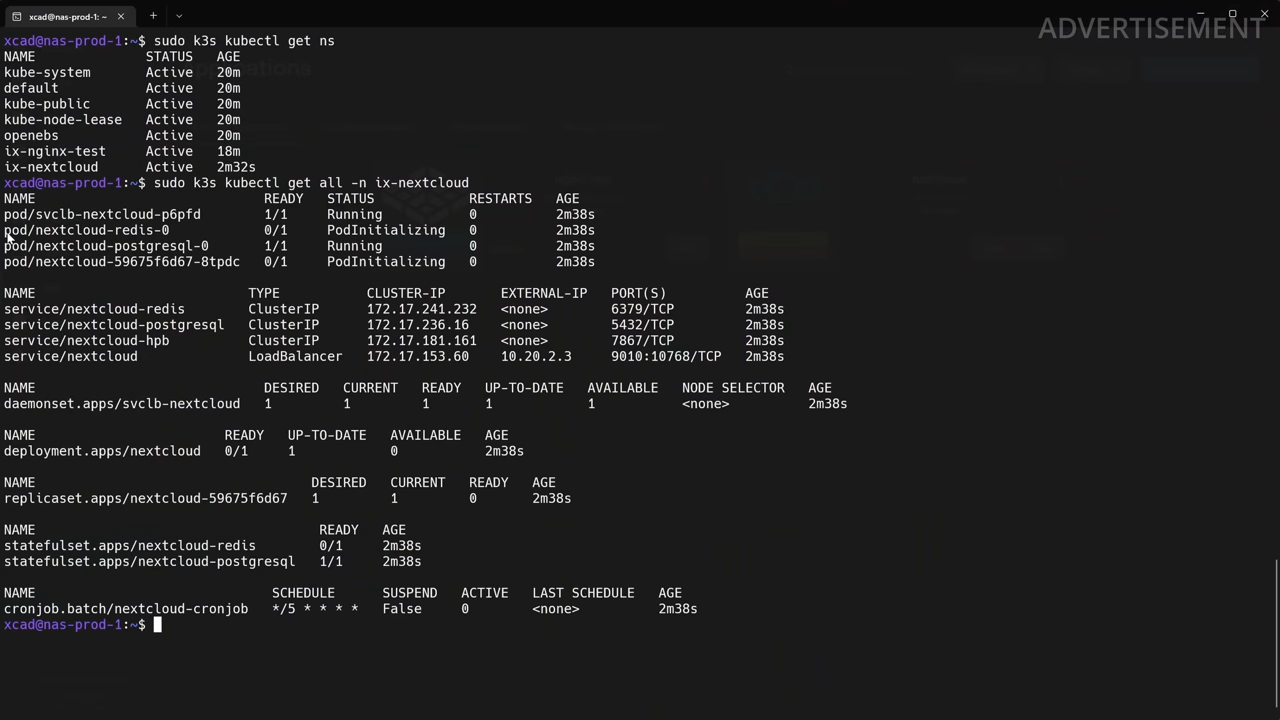 xcad@nas-prod-1: ~
ADVERTISEMENT
xcad@nas-prod-1:~$ sudo k3s kubectl get ns
NAME STATUS AGE
kube-system Active 20m
default Active 20m
kube-public Active 20m
kube-node-lease Active 20m
openebs Active 20m
ix-nginx-test Active 18m
ix-nextcloud Active 2m32s
xcad@nas-prod-1:~$ sudo k3s kubectl get all -n ix-nextcloud
NAME READY STATUS RESTARTS AGE
pod/svclb-nextcloud-p6pfd 1/1 Running 0 2m38s
pod/nextcloud-redis-0 0/1 PodInitializing 0 2m38s
pod/nextcloud-postgresql-0 1/1 Running 0 2m38s
pod/nextcloud-59675f6d67-8tpdc 0/1 PodInitializing 0 2m38s
NAME TYPE CLUSTER-IP EXTERNAL-IP PORT(S) AGE
service/nextcloud-redis ClusterIP 172.17.241.232 <none> 6379/TCP 2m38s
service/nextcloud-postgresql ClusterIP 172.17.236.16 <none> 5432/TCP 2m38s
service/nextcloud-hpb ClusterIP 172.17.181.161 <none> 7867/TCP 2m38s
service/nextcloud LoadBalancer 172.17.153.60 10.20.2.3 9010:10768/TCP 2m38s
NAME DESIRED CURRENT READY UP-TO-DATE AVAILABLE NODE SELECTOR AGE
daemonset.apps/svclb-nextcloud 1 1 1 1 1 <none> 2m38s
NAME READY UP-TO-DATE AVAILABLE AGE
deployment.apps/nextcloud 0/1 1 0 2m38s
NAME DESIRED CURRENT READY AGE
replicaset.apps/nextcloud-59675f6d67 1 1 0 2m38s
NAME READY AGE
statefulset.apps/nextcloud-redis 0/1 2m38s
statefulset.apps/nextcloud-postgresql 1/1 2m38s
NAME SCHEDULE SUSPEND ACTIVE LAST SCHEDULE AGE
cronjob.batch/nextcloud-cronjob */5 * * * * False 0 <none> 2m38s
xcad@nas-prod-1:~$